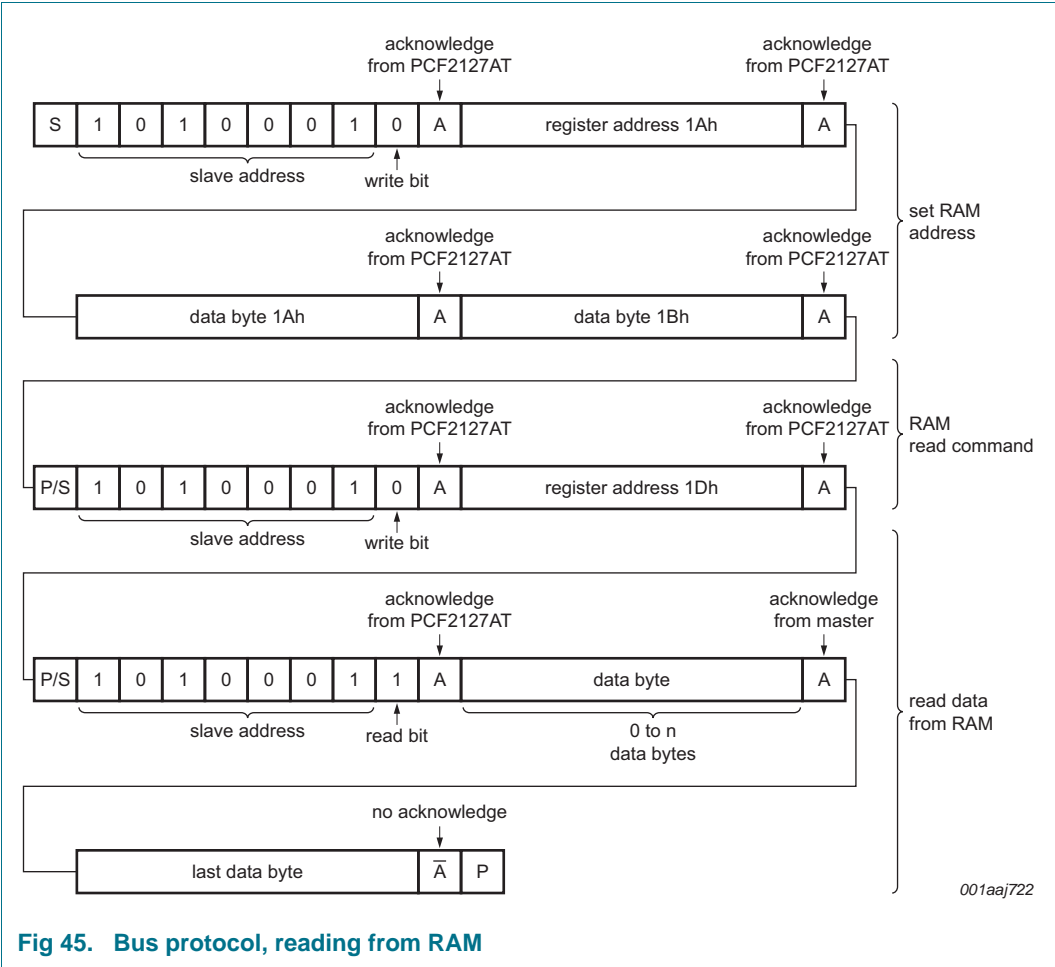 acknowledge acknowledge
from PCF2127AT from PCF2127AT
S 1 0 1 0 0 0 1 0 A register address 1Ah A
slave address write bit
set RAM
address
acknowledge acknowledge
from PCF2127AT from PCF2127AT
data byte 1Ah A data byte 1Bh A
acknowledge acknowledge
from PCF2127AT from PCF2127AT
RAM
read command
P/S 1 0 1 0 0 0 1 0 A register address 1Dh A
slave address write bit
acknowledge acknowledge
from PCF2127AT from master
P/S 1 0 1 0 0 0 1 1 A data byte A
slave address read bit 0 to n
data bytes
read data
from RAM
no acknowledge
last data byte A̅ P
001aaj722
Fig 45. Bus protocol, reading from RAM